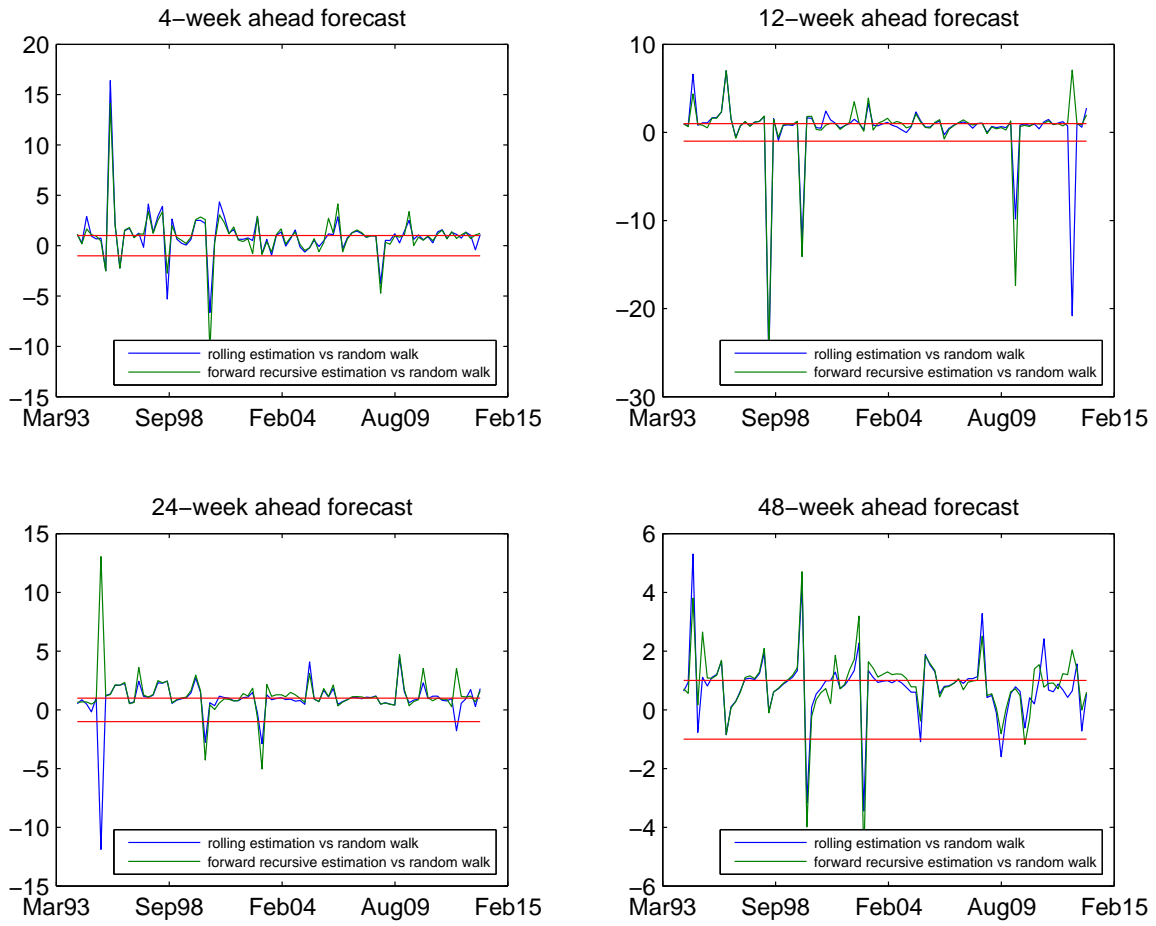 4−week ahead forecast
20
15
10
5
0
−5
−10
−15
Mar93 Sep98 Feb04 Aug09 Feb15
rolling estimation vs random walk
forward recursive estimation vs random walk
12−week ahead forecast
10
0
−10
−20
−30
Mar93 Sep98 Feb04 Aug09 Feb15
rolling estimation vs random walk
forward recursive estimation vs random walk
24−week ahead forecast
15
10
5
0
−5
−10
−15
Mar93 Sep98 Feb04 Aug09 Feb15
rolling estimation vs random walk
forward recursive estimation vs random walk
48−week ahead forecast
6
4
2
0
−2
−4
−6
Mar93 Sep98 Feb04 Aug09 Feb15
rolling estimation vs random walk
forward recursive estimation vs random walk